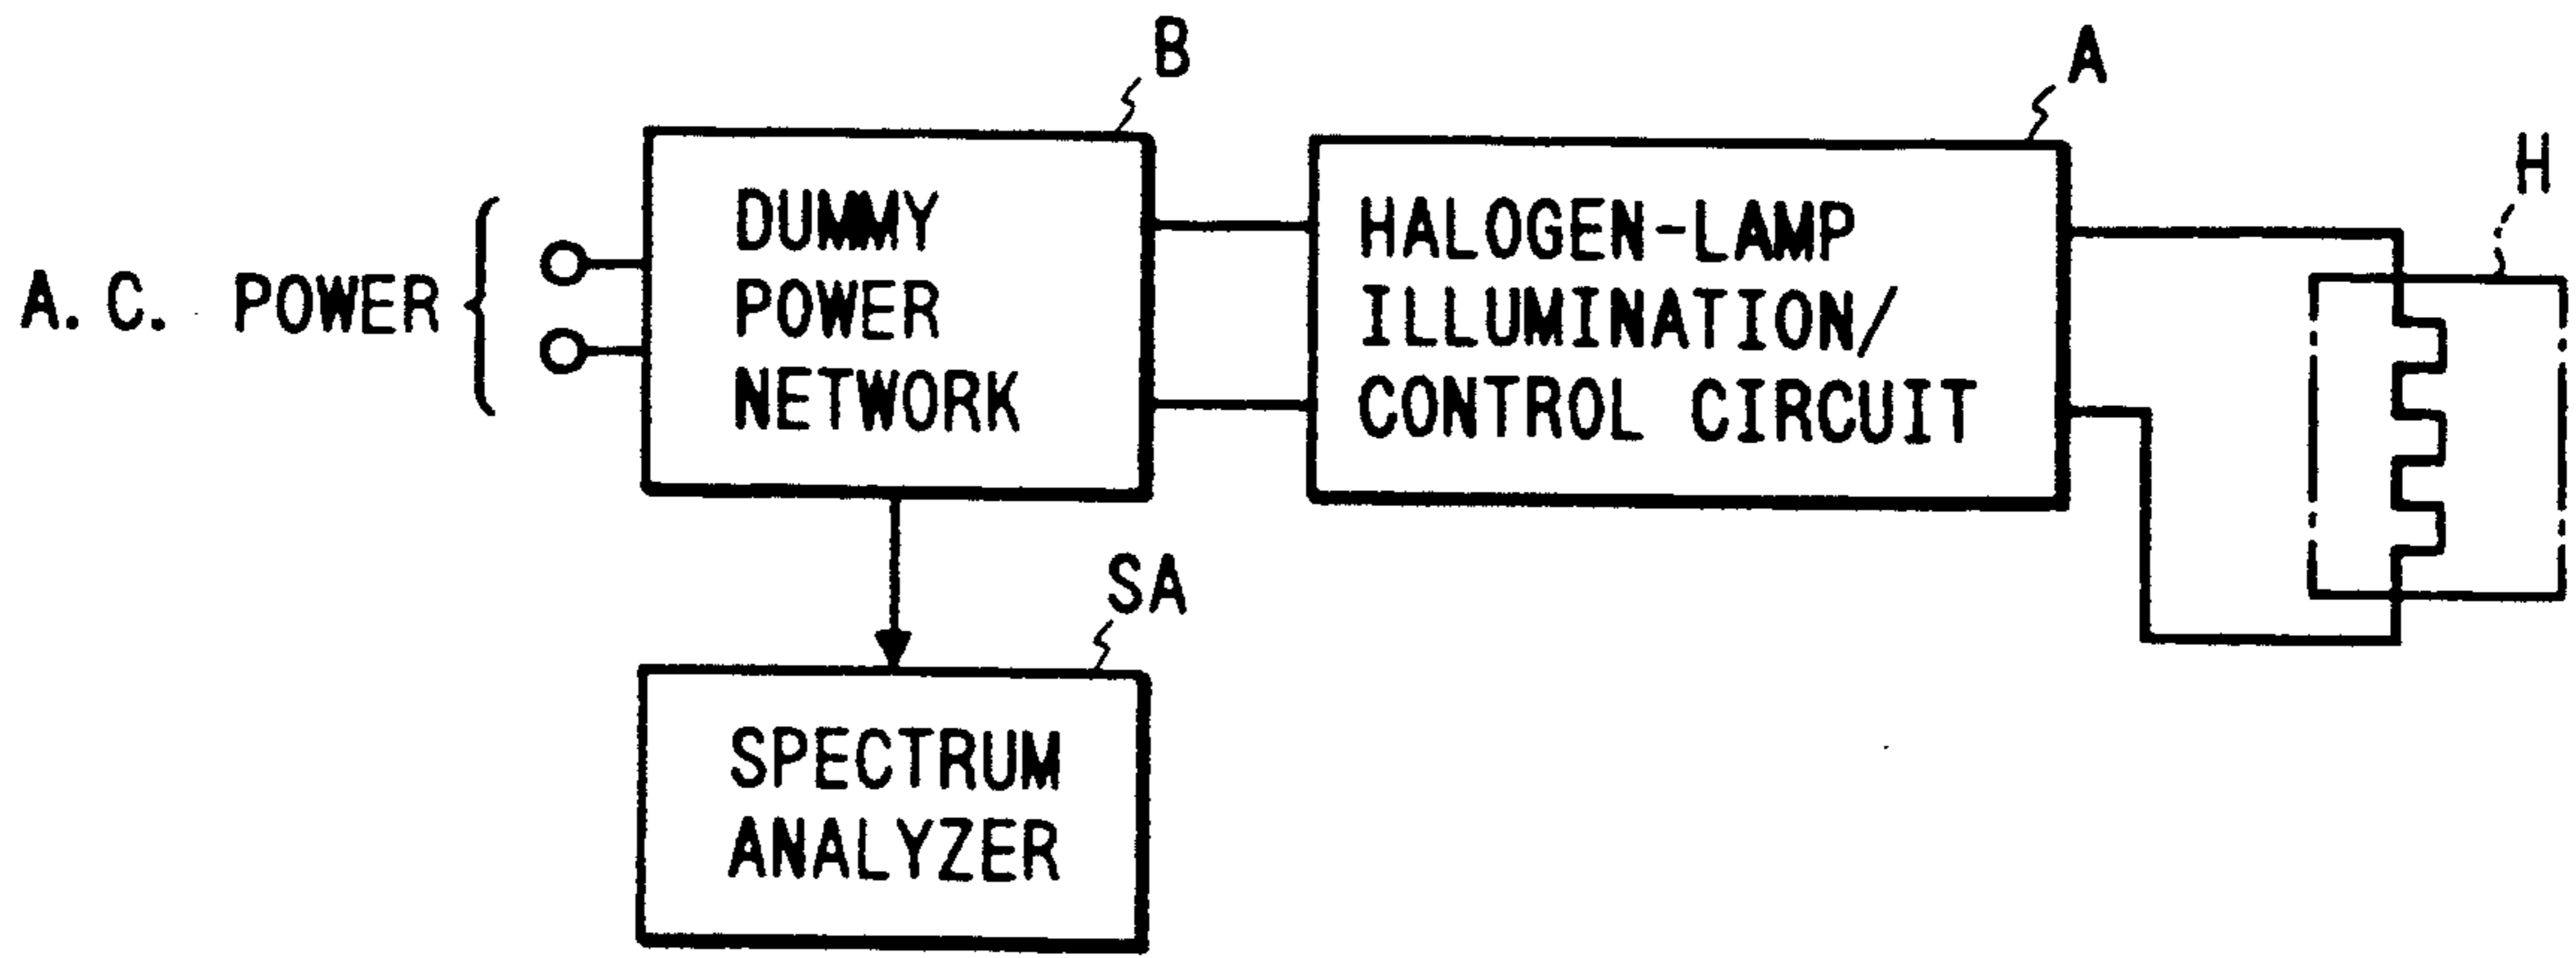 B
A
H
A.C. POWER
DUMMY
POWER
NETWORK
HALOGEN-LAMP
ILLUMINATION/
CONTROL CIRCUIT
SA
SPECTRUM
ANALYZER